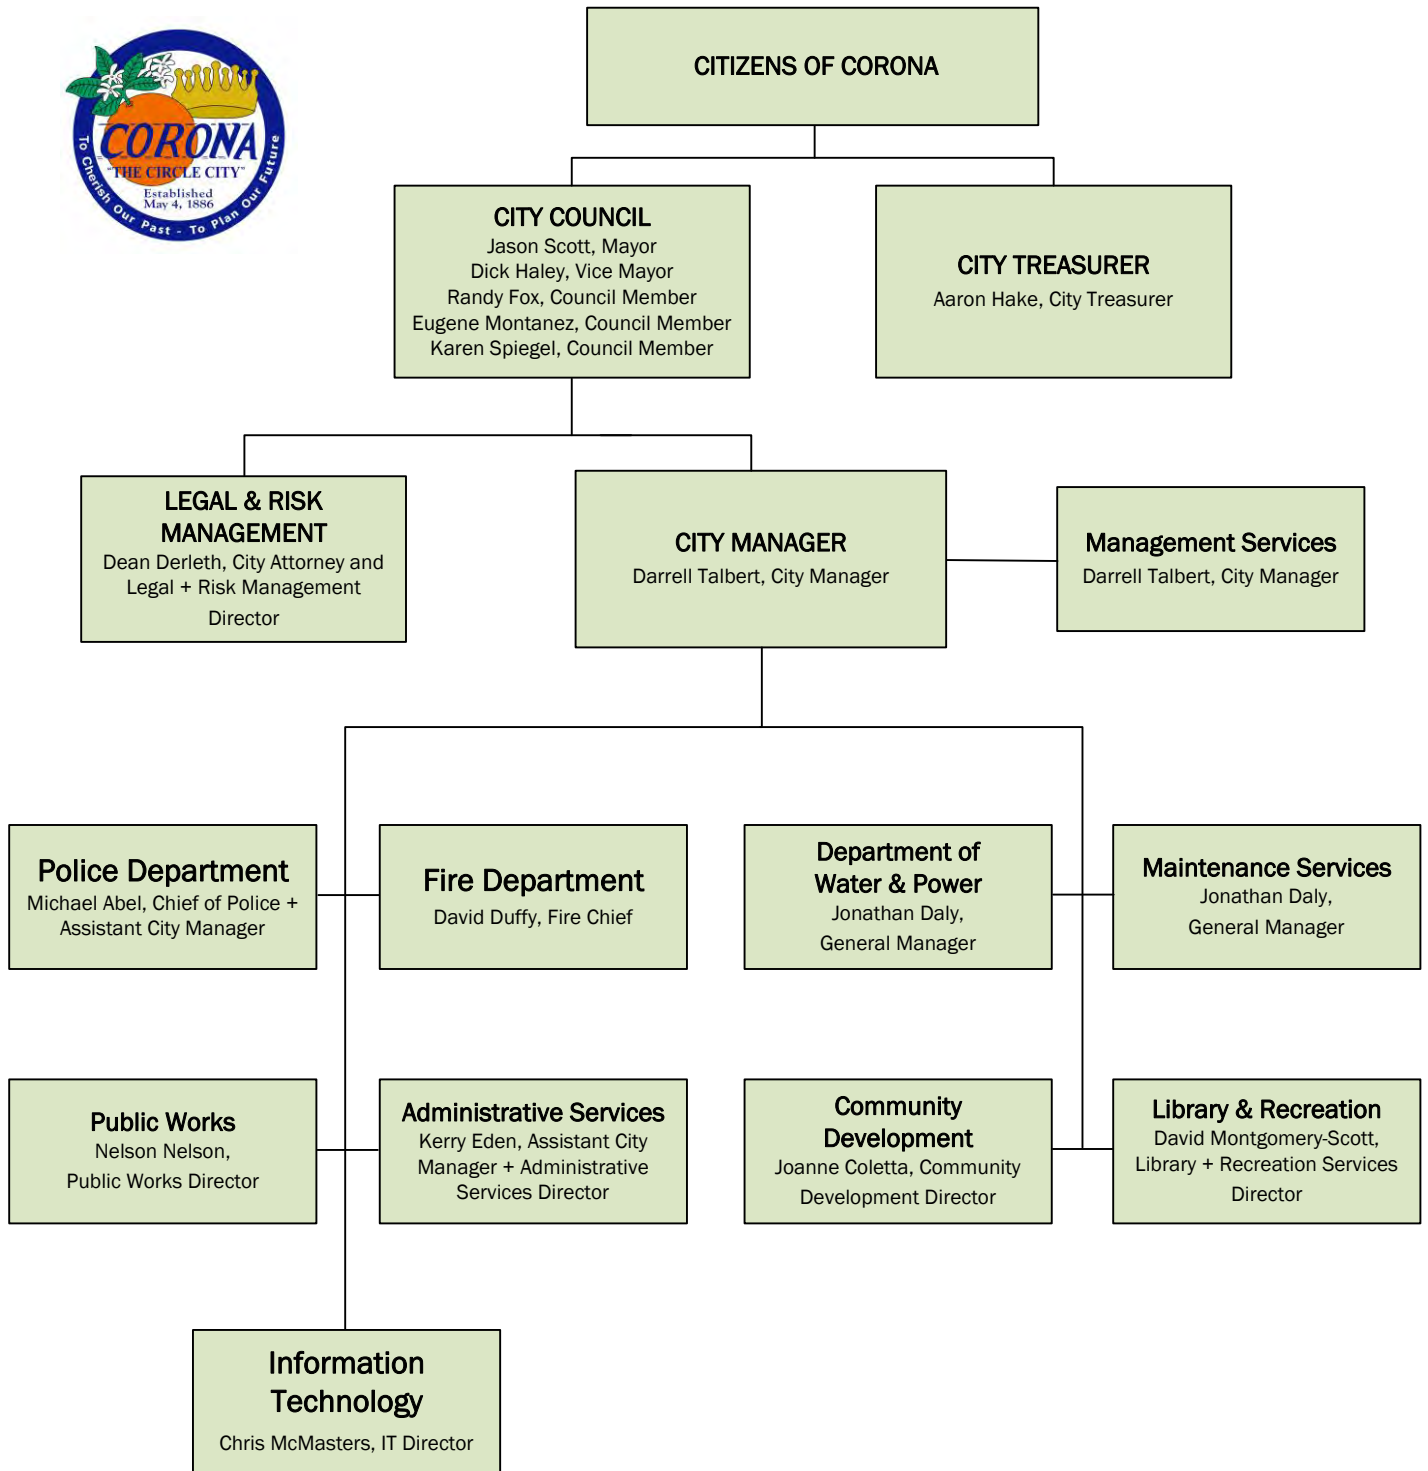 CORONA
"THE CIRCLE CITY"
Established
May 4, 1886
To Cherish Our Past - To Plan Our Future
CITIZENS OF CORONA
CITY COUNCIL
Jason Scott, Mayor
Dick Haley, Vice Mayor
Randy Fox, Council Member
Eugene Montanez, Council Member
Karen Spiegel, Council Member
CITY TREASURER
Aaron Hake, City Treasurer
LEGAL & RISK
MANAGEMENT
Dean Derleth, City Attorney and
Legal + Risk Management
Director
CITY MANAGER
Darrell Talbert, City Manager
Management Services
Darrell Talbert, City Manager
Police Department
Michael Abel, Chief of Police +
Assistant City Manager
Fire Department
David Duffy, Fire Chief
Department of
Water & Power
Jonathan Daly,
General Manager
Maintenance Services
Jonathan Daly,
General Manager
Public Works
Nelson Nelson,
Public Works Director
Administrative Services
Kerry Eden, Assistant City
Manager + Administrative
Services Director
Community
Development
Joanne Coletta, Community
Development Director
Library & Recreation
David Montgomery-Scott,
Library + Recreation Services
Director
Information
Technology
Chris McMasters, IT Director